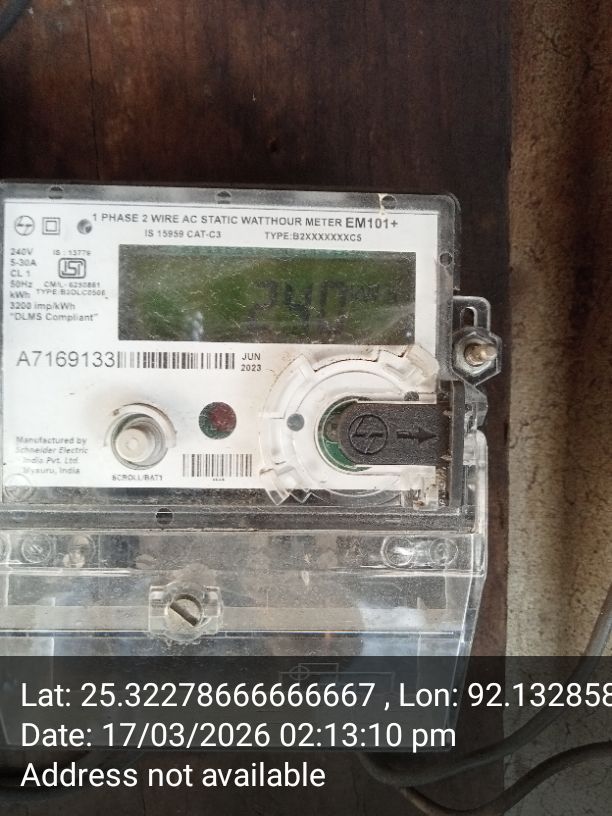 1 PHASE 2 WIRE AC STATIC WATTHOUR METER EM101+
IS 15959 CAT-C3 TYPE:B2XXXXXXXC5
240V
5-30A
CL 1
50Hz
kWh
3200 imp/kWh
"DLMS Compliant"
IS : 13779
CM/L- 6250861
240
A7169133
JUN
2023
Manufactured by
Schneider Electric
India Pvt. Ltd.
Mysuru, India
SCROLL/BAT1
Lat: 25.32278666666667 , Lon: 92.132858
Date: 17/03/2026 02:13:10 pm
Address not available